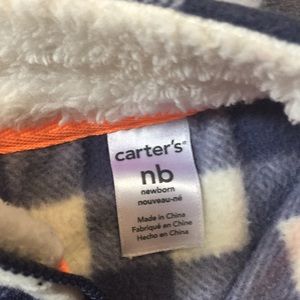 carter's®
nb
newborn
nouveau-né
Made in China
Fabriqué en Chine
Hecho en China